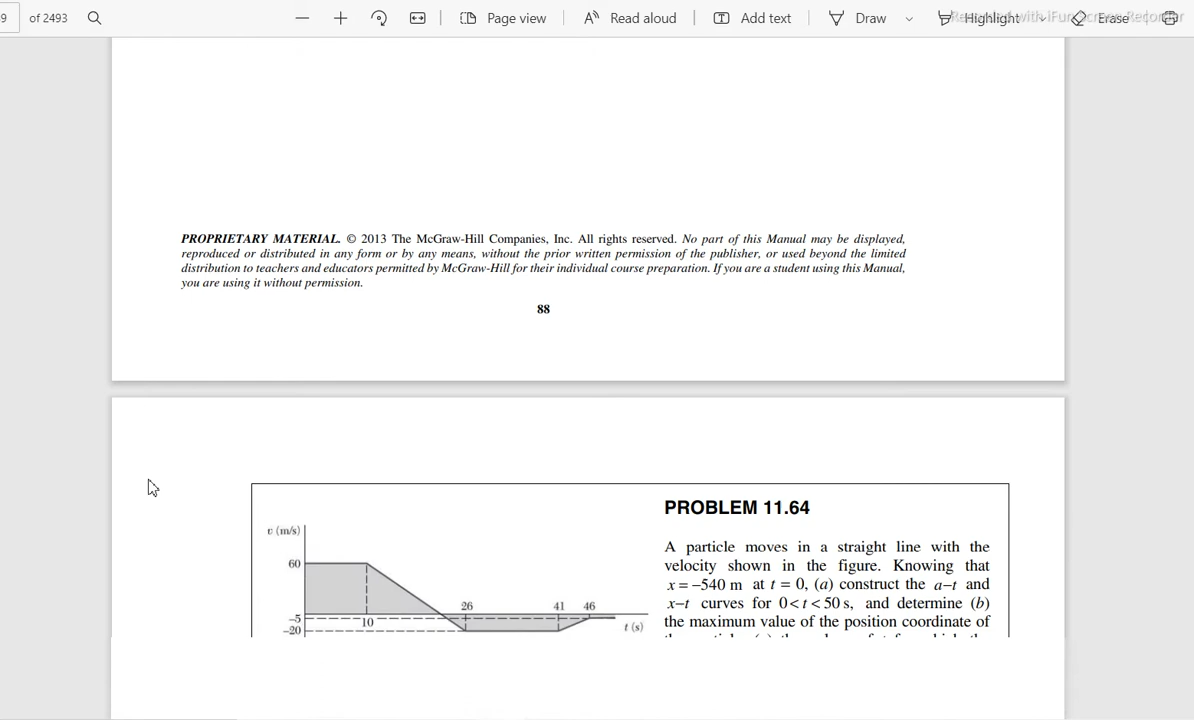 9 of 2493 Page view Read aloud Add text Draw Highlight Erase
PROPRIETARY MATERIAL. © 2013 The McGraw-Hill Companies, Inc. All rights reserved. No part of this Manual may be displayed,
reproduced or distributed in any form or by any means, without the prior written permission of the publisher, or used beyond the limited
distribution to teachers and educators permitted by McGraw-Hill for their individual course preparation. If you are a student using this Manual,
you are using it without permission.
88
PROBLEM 11.64
A particle moves in a straight line with the
velocity shown in the figure. Knowing that
x = −540 m at t = 0, (a) construct the a–t and
x–t curves for 0 < t < 50 s, and determine (b)
the maximum value of the position coordinate of
v (m/s)
60
26 41 46
−5
10
−20
t (s)